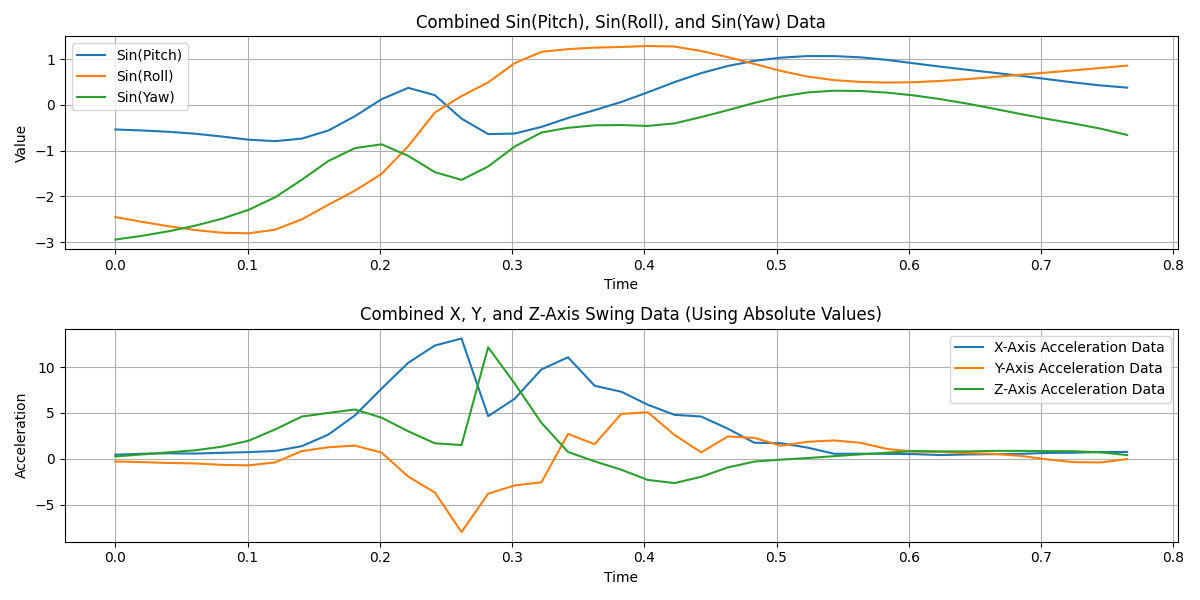 Combined Sin(Pitch), Sin(Roll), and Sin(Yaw) Data
Value
1
0
−1
−2
−3
Sin(Pitch)
Sin(Roll)
Sin(Yaw)
0.0 0.1 0.2 0.3 0.4 0.5 0.6 0.7 0.8
Time
Combined X, Y, and Z-Axis Swing Data (Using Absolute Values)
Acceleration
10
5
0
−5
X-Axis Acceleration Data
Y-Axis Acceleration Data
Z-Axis Acceleration Data
0.0 0.1 0.2 0.3 0.4 0.5 0.6 0.7 0.8
Time